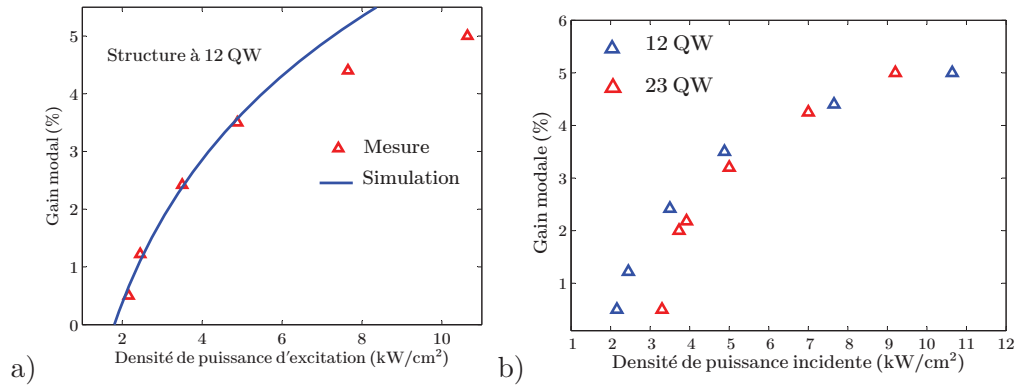 5
4
3
2
1
0
Gain modal (%)
Structure à 12 QW
Mesure
Simulation
2 4 6 8 10
Densité de puissance d'excitation (kW/cm²)
a)
6
5
4
3
2
1
Gain modale (%)
12 QW
23 QW
1 2 3 4 5 6 7 8 9 10 11 12
Densité de puissance incidente (kW/cm²)
b)